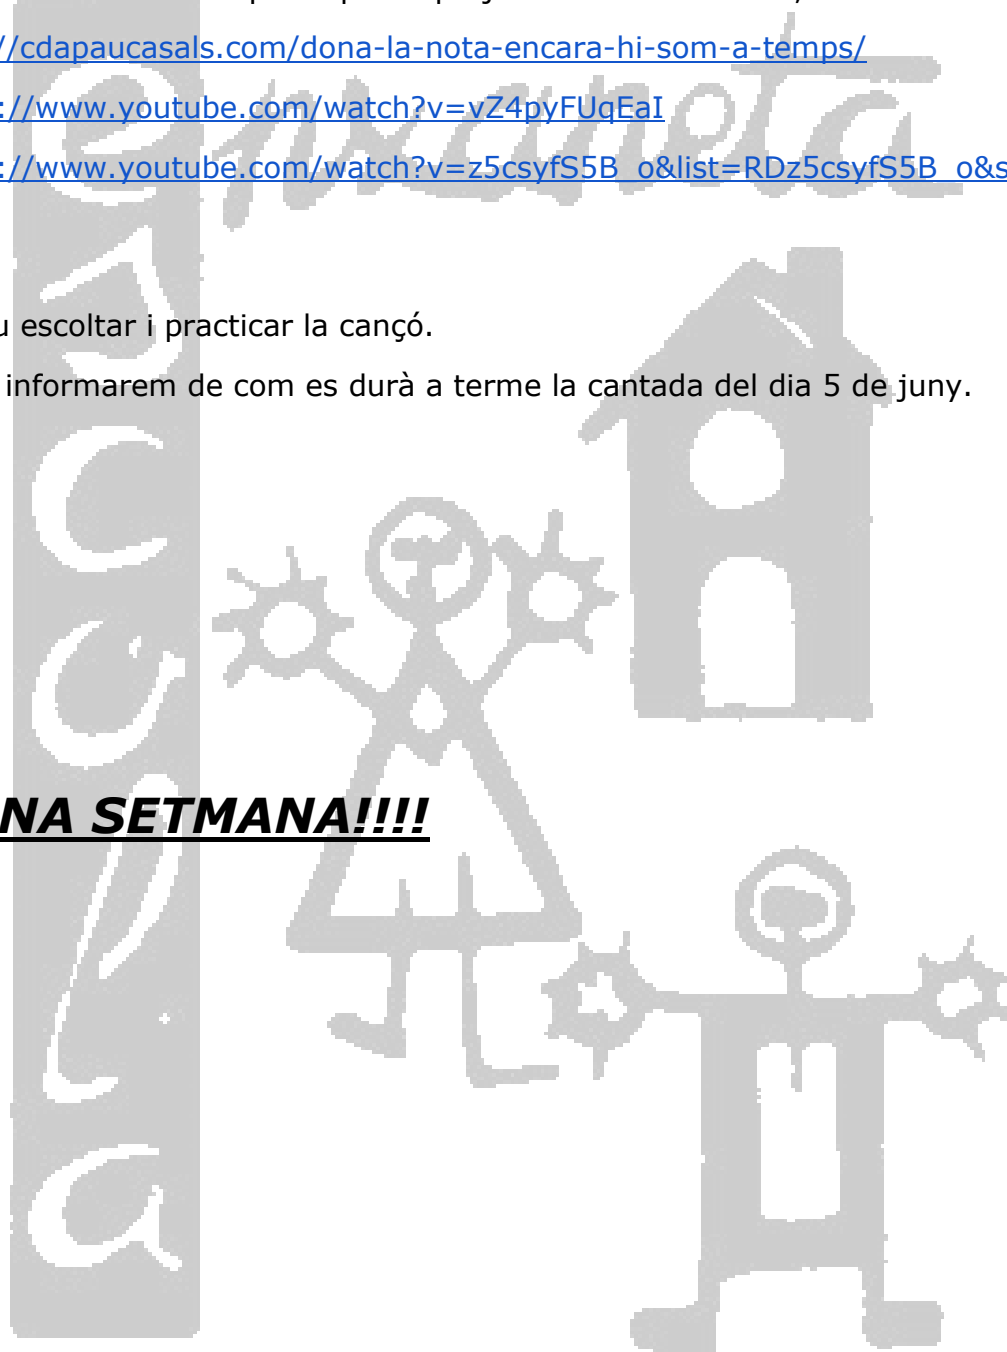 //cdapaucasals.com/dona-la-nota-encara-hi-som-a-temps/
://www.youtube.com/watch?v=vZ4pyFUqEaI
://www.youtube.com/watch?v=z5csyfS5B_o&list=RDz5csyfS5B_o&s
u escoltar i practicar la cançó.
informarem de com es durà a terme la cantada del dia 5 de juny.
NA SETMANA!!!!
escola
pxaneta